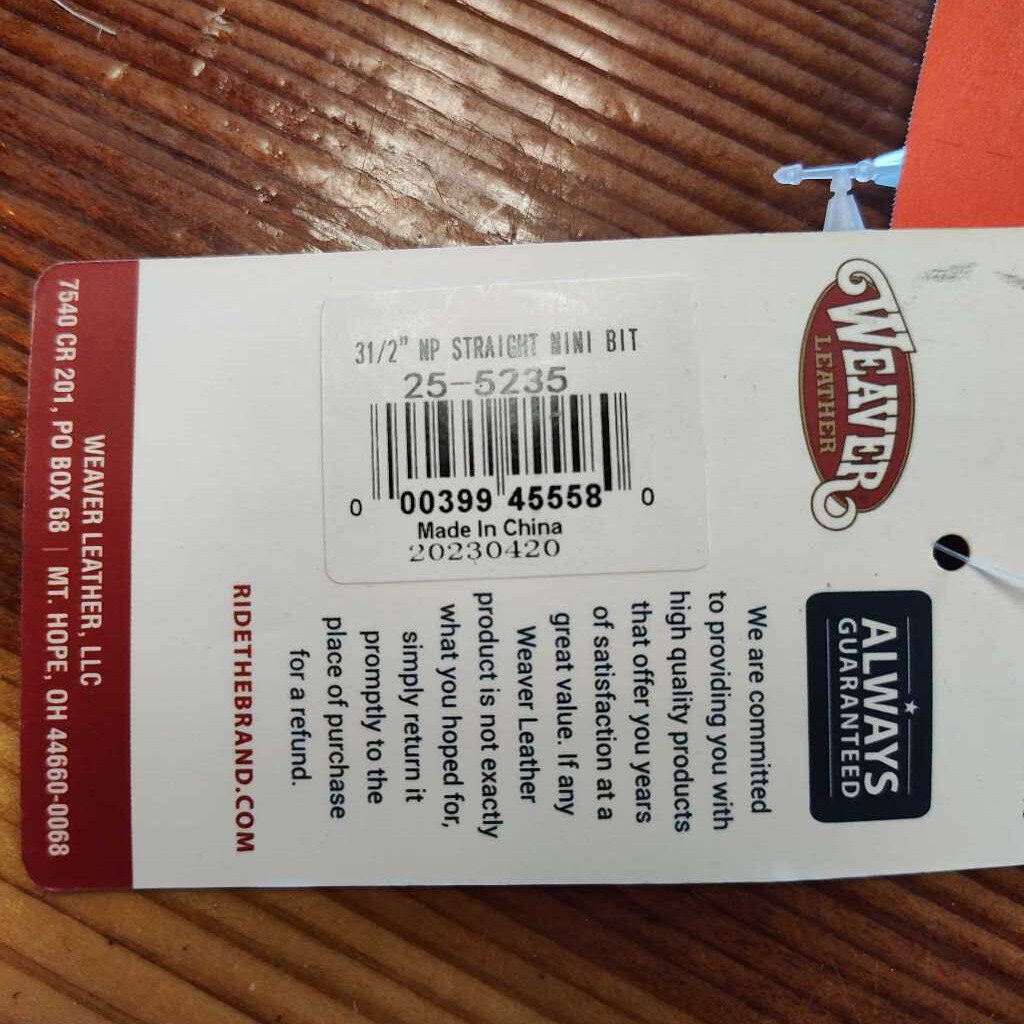 WEAVER
LEATHER
ALWAYS
GUARANTEED
31/2" NP STRAIGHT MINI BIT
25-5235
0 00399 45558 0
Made In China
20230420
We are committed
to providing you with
high quality products
that offer you years
of satisfaction at a
great value. If any
Weaver Leather
product is not exactly
what you hoped for,
simply return it
promptly to the
place of purchase
for a refund.
RIDETHEBRAND.COM
WEAVER LEATHER, LLC
7540 CR 201, PO BOX 68 | MT. HOPE, OH 44660-0068